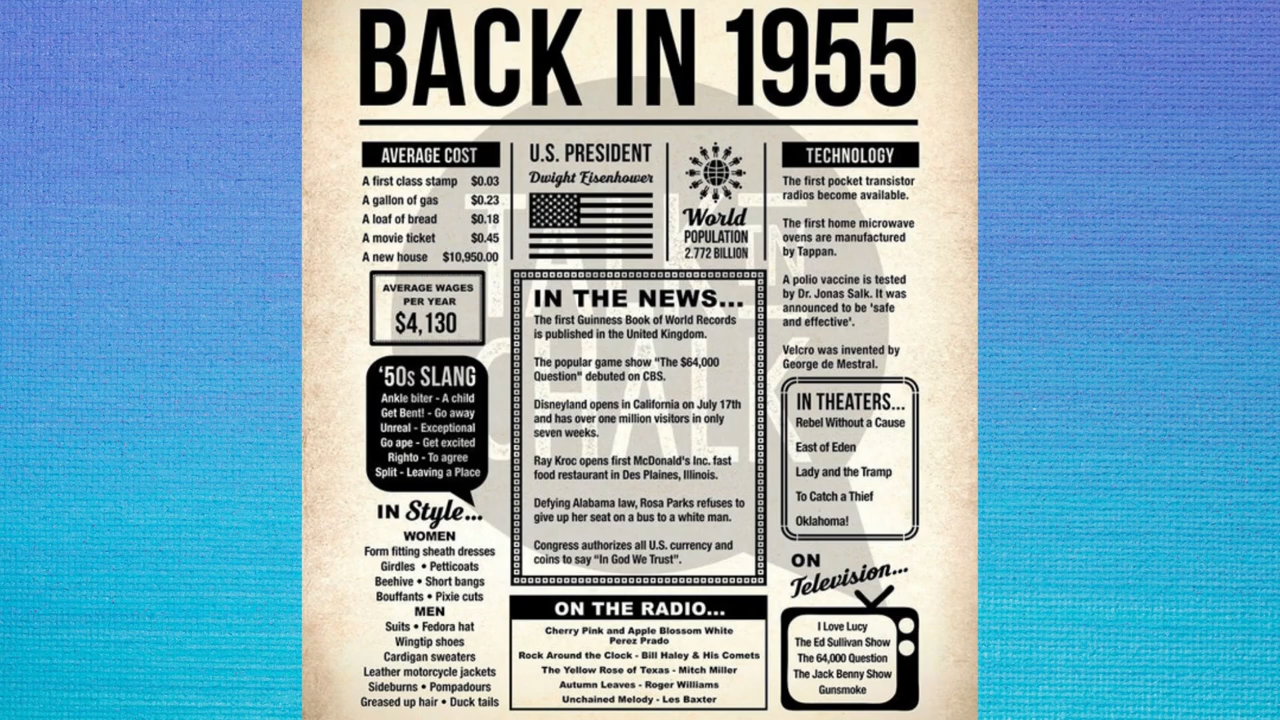 BACK IN 1955
AVERAGE COST
A first class stamp $0.03
A gallon of gas $0.23
A loaf of bread $0.18
A movie ticket $0.45
A new house $10,950.00
AVERAGE WAGES
PER YEAR
$4,130
'50s SLANG
Ankle biter - A child
Get Bent! - Go away
Unreal - Exceptional
Go ape - Get excited
Righto - To agree
Split - Leaving a Place
IN Style...
WOMEN
Form fitting sheath dresses
Girdles • Petticoats
Beehive • Short bangs
Bouffants • Pixie cuts
MEN
Suits • Fedora hat
Wingtip shoes
Cardigan sweaters
Leather motorcycle jackets
Sideburns • Pompadours
Greased up hair • Duck tails
U.S. PRESIDENT
Dwight Eisenhower
World
POPULATION
2.772 BILLION
IN THE NEWS...
The first Guinness Book of World Records
is published in the United Kingdom.
The popular game show "The $64,000
Question" debuted on CBS.
Disneyland opens in California on July 17th
and has over one million visitors in only
seven weeks.
Ray Kroc opens first McDonald's Inc. fast
food restaurant in Des Plaines, Illinois.
Defying Alabama law, Rosa Parks refuses to
give up her seat on a bus to a white man.
Congress authorizes all U.S. currency and
coins to say "In God We Trust".
ON THE RADIO...
Cherry Pink and Apple Blossom White
Perez Prado
Rock Around the Clock - Bill Haley & His Comets
The Yellow Rose of Texas - Mitch Miller
Autumn Leaves - Roger Williams
Unchained Melody - Les Baxter
TECHNOLOGY
The first pocket transistor
radios become available.
The first home microwave
ovens are manufactured
by Tappan.
A polio vaccine is tested
by Dr. Jonas Salk. It was
announced to be 'safe
and effective'.
Velcro was invented by
George de Mestral.
IN THEATERS...
Rebel Without a Cause
East of Eden
Lady and the Tramp
To Catch a Thief
Oklahoma!
ON
Television...
I Love Lucy
The Ed Sullivan Show
The 64,000 Question
The Jack Benny Show
Gunsmoke
TALK IN
CHALK